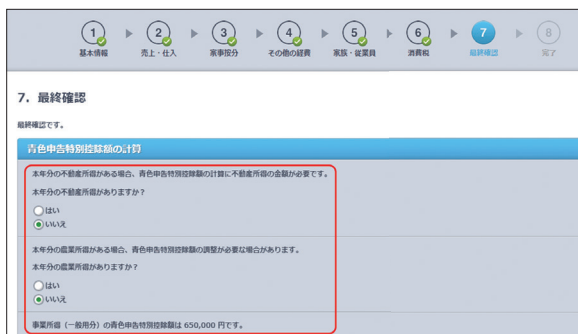 1 2 3 4 5 6 7 8
基本情報 売上・仕入 家事按分 その他の経費 家族・従業員 消費税 最終確認 完了
7. 最終確認
最終確認です。
青色申告特別控除額の計算
本年分の不動産所得がある場合、青色申告特別控除額の計算に不動産所得の金額が必要です。
本年分の不動産所得がありますか？
はい
いいえ
本年分の農業所得がある場合、青色申告特別控除額の調整が必要な場合があります。
本年分の農業所得がありますか？
はい
いいえ
事業所得（一般用分）の青色申告特別控除額は 650,000 円です。